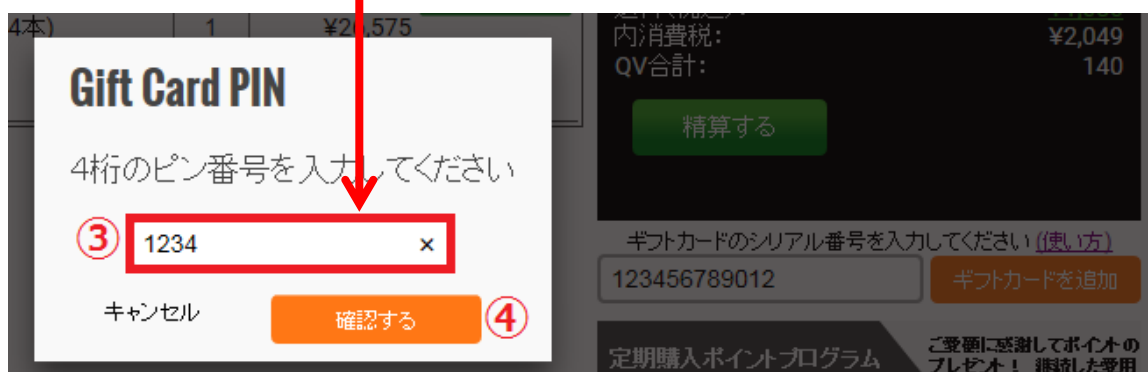 4本) 1 ¥20,575
内消費税: ¥2,049
QV合計: 140
精算する
Gift Card PIN
4桁のピン番号を入力してください
③ 1234 ×
キャンセル 確認する ④
ギフトカードのシリアル番号を入力してください (使い方)
123456789012 ギフトカードを追加
定期購入ポイントプログラム
ご愛顧に感謝してポイントの
プレゼント! 継続した愛用